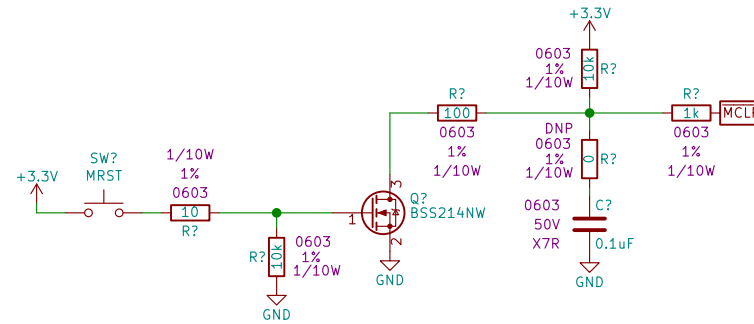 +3.3V
SW?
MRST
1/10W
1%
0603
10
R?
R?
10k
0603
1%
1/10W
GND
1
3
2
Q?
BSS214NW
GND
R?
100
0603
1%
1/10W
+3.3V
0603
1%
1/10W
10k
R?
DNP
0603
1%
1/10W
0
R?
0603
50V
X7R
C?
0.1uF
GND
R?
1k
0603
1%
1/10W